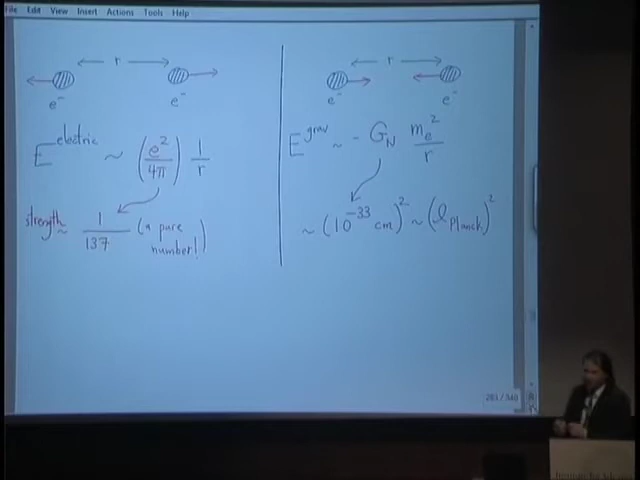 File Edit View Insert Actions Tools Help
← r →
e⁻ e⁻
E^electric ~ (e²/4π) 1/r
strength ~ 1/137 (a pure number!)
← r →
e⁻ e⁻
E^grav ~ - G_N m_e²/r
~ (10⁻³³ cm)² ~ (l_Planck)²